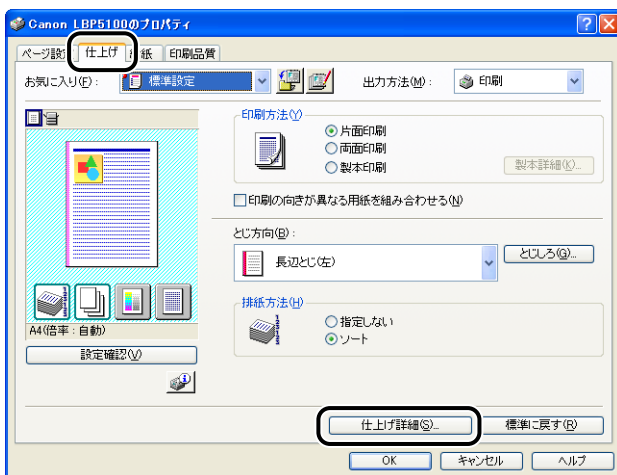 Canon LBP5100のプロパティ
ページ設定 仕上げ 給紙 印刷品質
お気に入り(F): 標準設定 出力方法(M): 印刷
印刷方法(Y)
片面印刷
両面印刷
製本印刷 製本詳細(K)...
印刷の向きが異なる用紙を組み合わせる(N)
とじ方向(B):
長辺とじ(左) とじしろ(G)...
排紙方法(H)
指定しない
ソート
A4(倍率:自動)
設定確認(V)
仕上げ詳細(S)... 標準に戻す(R)
OK キャンセル ヘルプ